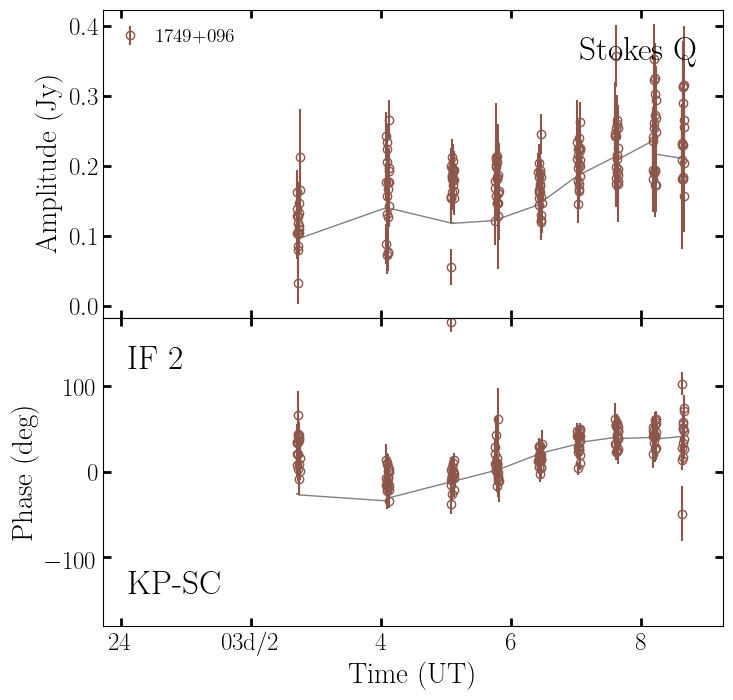 1749+096
Stokes Q
0.4
0.3
0.2
0.1
0.0
Amplitude (Jy)
IF 2
100
0
−100
Phase (deg)
KP-SC
24 03d/2 4 6 8
Time (UT)